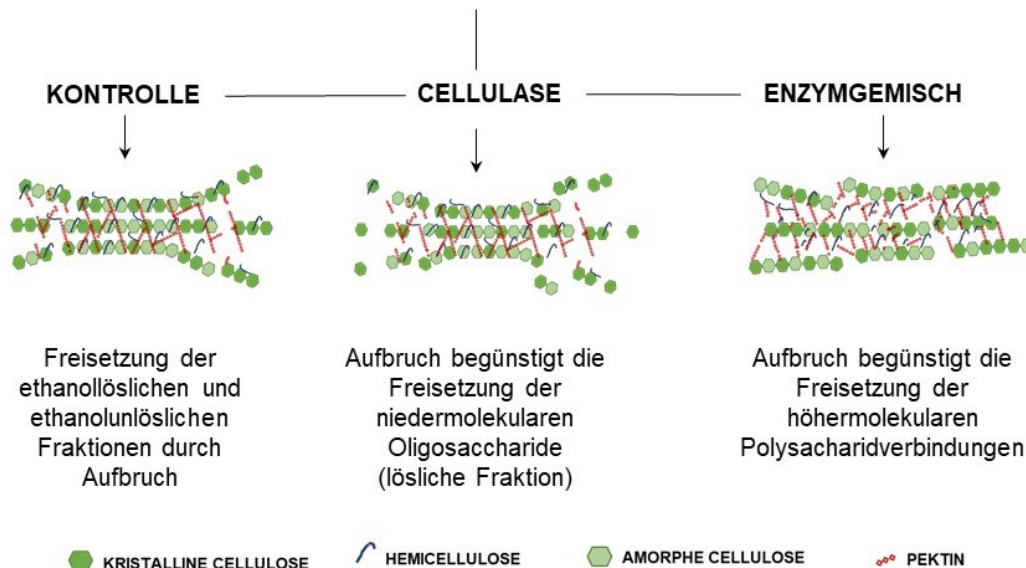 KONTROLLE
CELLULASE
ENZYMGEMISCH
Freisetzung der
ethanollöslichen und
ethanolunlöslichen
Fraktionen durch
Aufbruch
Aufbruch begünstigt die
Freisetzung der
niedermolekularen
Oligosaccharide
(lösliche Fraktion)
Aufbruch begünstigt die
Freisetzung der
höhermolekularen
Polysacharidverbindungen
KRISTALLINE CELLULOSE
HEMICELLULOSE
AMORPHE CELLULOSE
PEKTIN